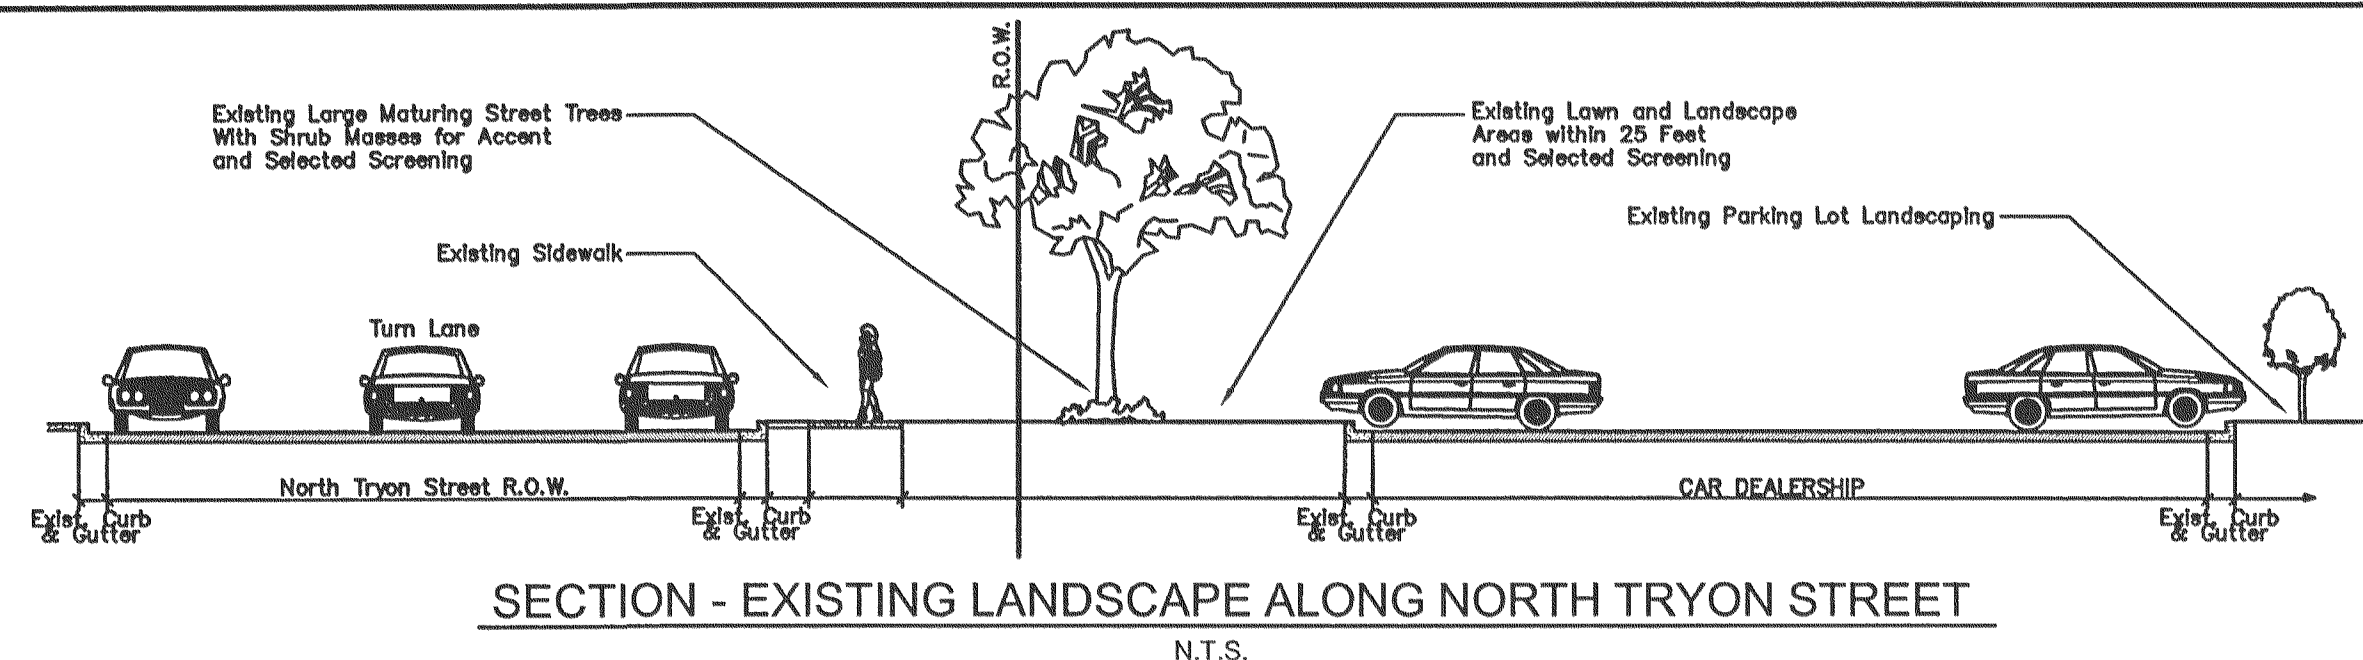 R.O.W.
Existing Large Maturing Street Trees
With Shrub Masses for Accent
and Selected Screening
Existing Lawn and Landscape
Areas within 25 Feet
and Selected Screening
Existing Parking Lot Landscaping
Existing Sidewalk
Turn Lane
North Tryon Street R.O.W.
CAR DEALERSHIP
Exist. Curb
& Gutter
Exist. Curb
& Gutter
Exist. Curb
& Gutter
Exist. Curb
& Gutter
SECTION - EXISTING LANDSCAPE ALONG NORTH TRYON STREET
N.T.S.